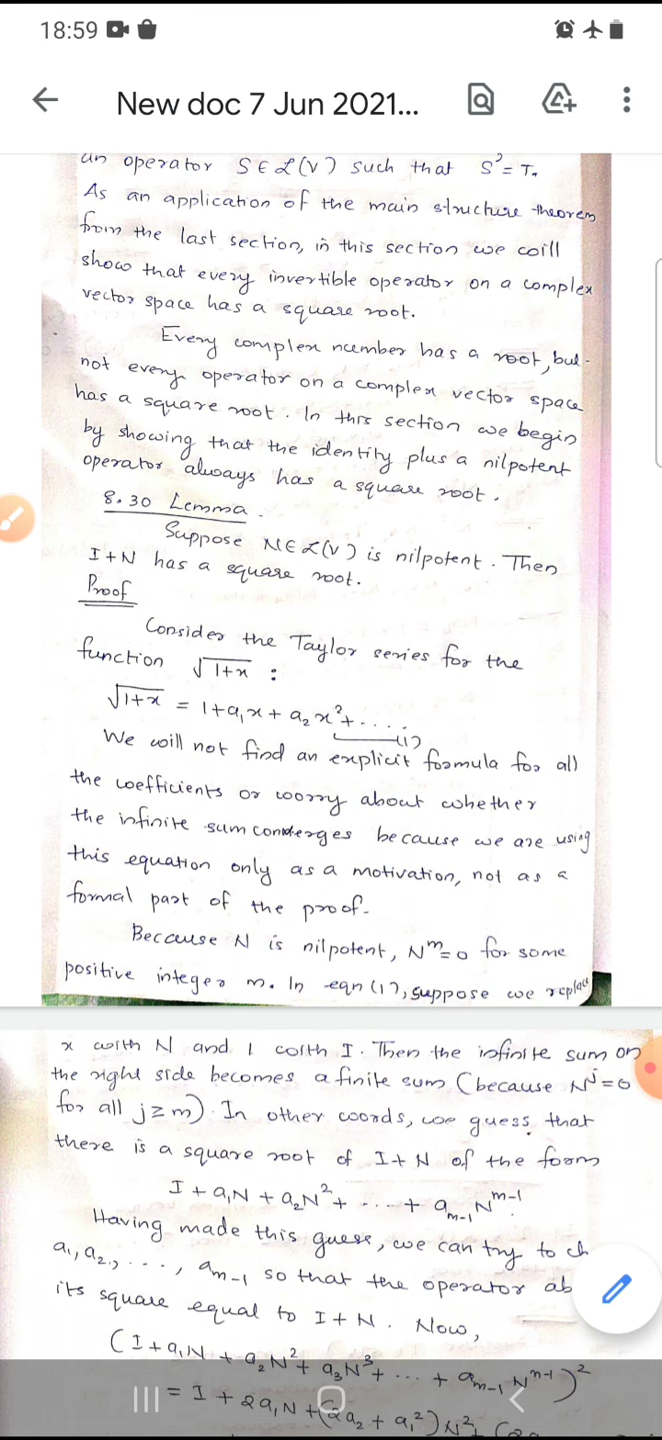 18:59
New doc 7 Jun 2021...
an operator S ∈ L(V) such that S² = T.
As an application of the main structure theorem
from the last section, in this section we will
show that every invertible operator on a complex
vector space has a square root.
Every complex number has a root, but
not every operator on a complex vector space
has a square root. In this section we begin
by showing that the identity plus a nilpotent
operator always has a square root.
8.30 Lemma.
Suppose N ∈ L(V) is nilpotent. Then
I+N has a square root.
Proof
Consider the Taylor series for the
function √1+x :
√1+x = 1+a₁x + a₂x²+ ....
(1)
We will not find an explicit formula for all
the coefficients or worry about whether
the infinite sum converges because we are using
this equation only as a motivation, not as a
formal part of the proof.
Because N is nilpotent, Nᵐ=0 for some
positive integer m. In eqn (1), suppose we replace
x with N and 1 with I. Then the infinite sum on
the right side becomes a finite sum (because Nʲ=0
for all j≥m). In other words, we guess that
there is a square root of I+N of the form
I + a₁N + a₂N² + ... + aₘ₋₁Nᵐ⁻¹.
Having made this guess, we can try to ch
a₁, a₂, ..., aₘ₋₁ so that the operator ab
its square equal to I+N. Now,
(I+a₁N + a₂N² + a₃N³+ ... + aₘ₋₁Nᵐ⁻¹)²
= I + 2a₁N + (2a₂ + a₁²)N² + (2a